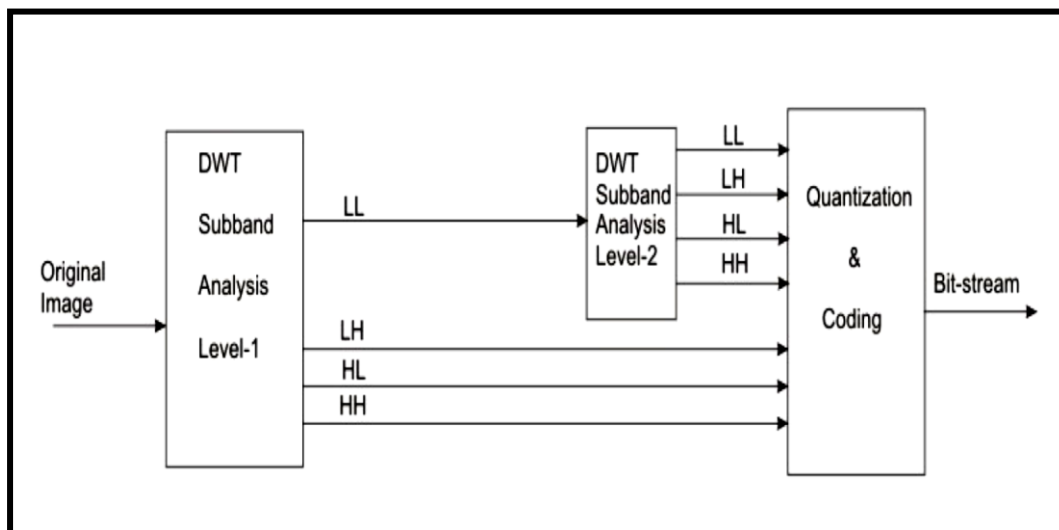 Original
Image
DWT
Subband
Analysis
Level-1
LL
LH
HL
HH
DWT
Subband
Analysis
Level-2
LL
LH
HL
HH
Quantization
&
Coding
Bit-stream